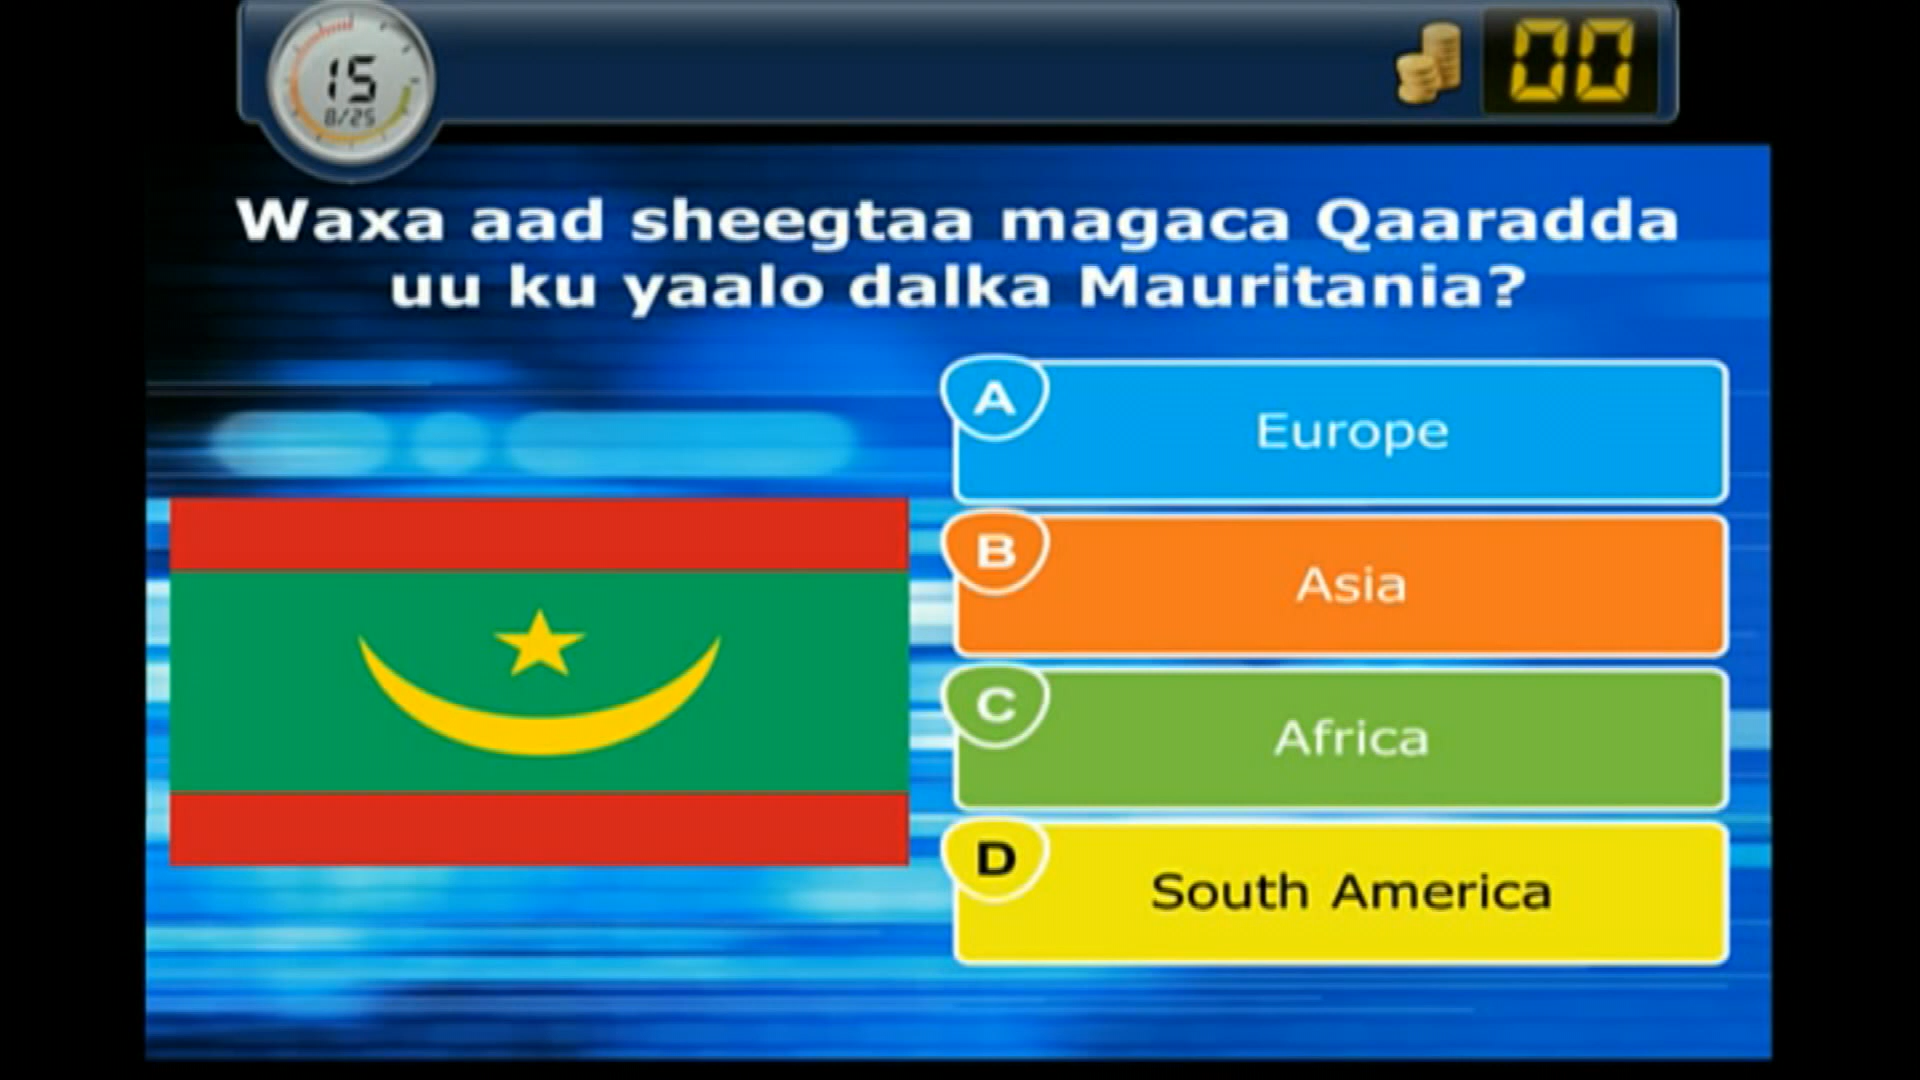 15
8/25
00
Waxa aad sheegtaa magaca Qaaradda
uu ku yaalo dalka Mauritania?
A
Europe
B
Asia
C
Africa
D
South America